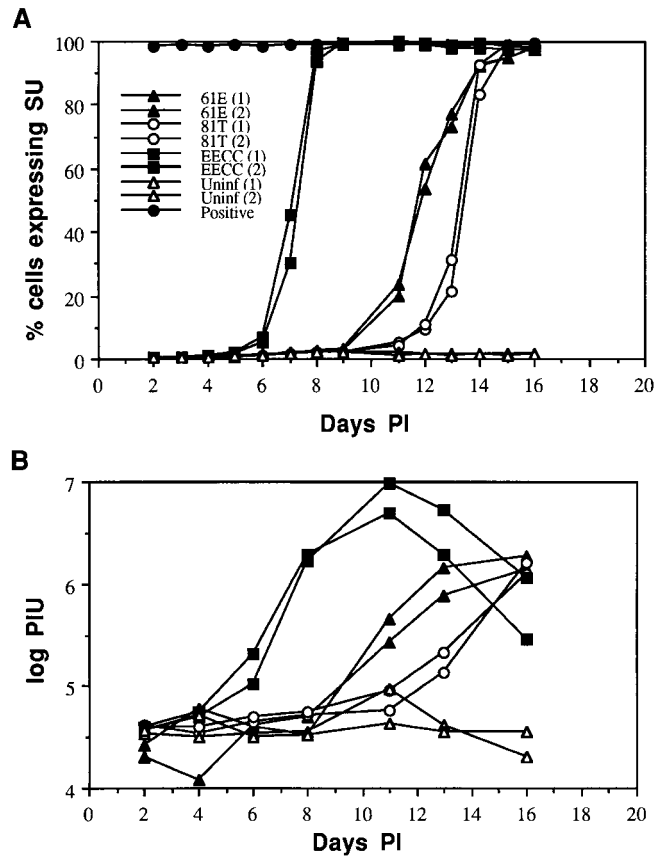 A
% cells expressing SU
100
80
60
40
20
0
61E (1)
61E (2)
81T (1)
81T (2)
EECC (1)
EECC (2)
Uninf (1)
Uninf (2)
Positive
0 2 4 6 8 10 12 14 16 18 20
Days PI
B
log PIU
7
6
5
4
0 2 4 6 8 11 12 14 16 18 20
Days PI